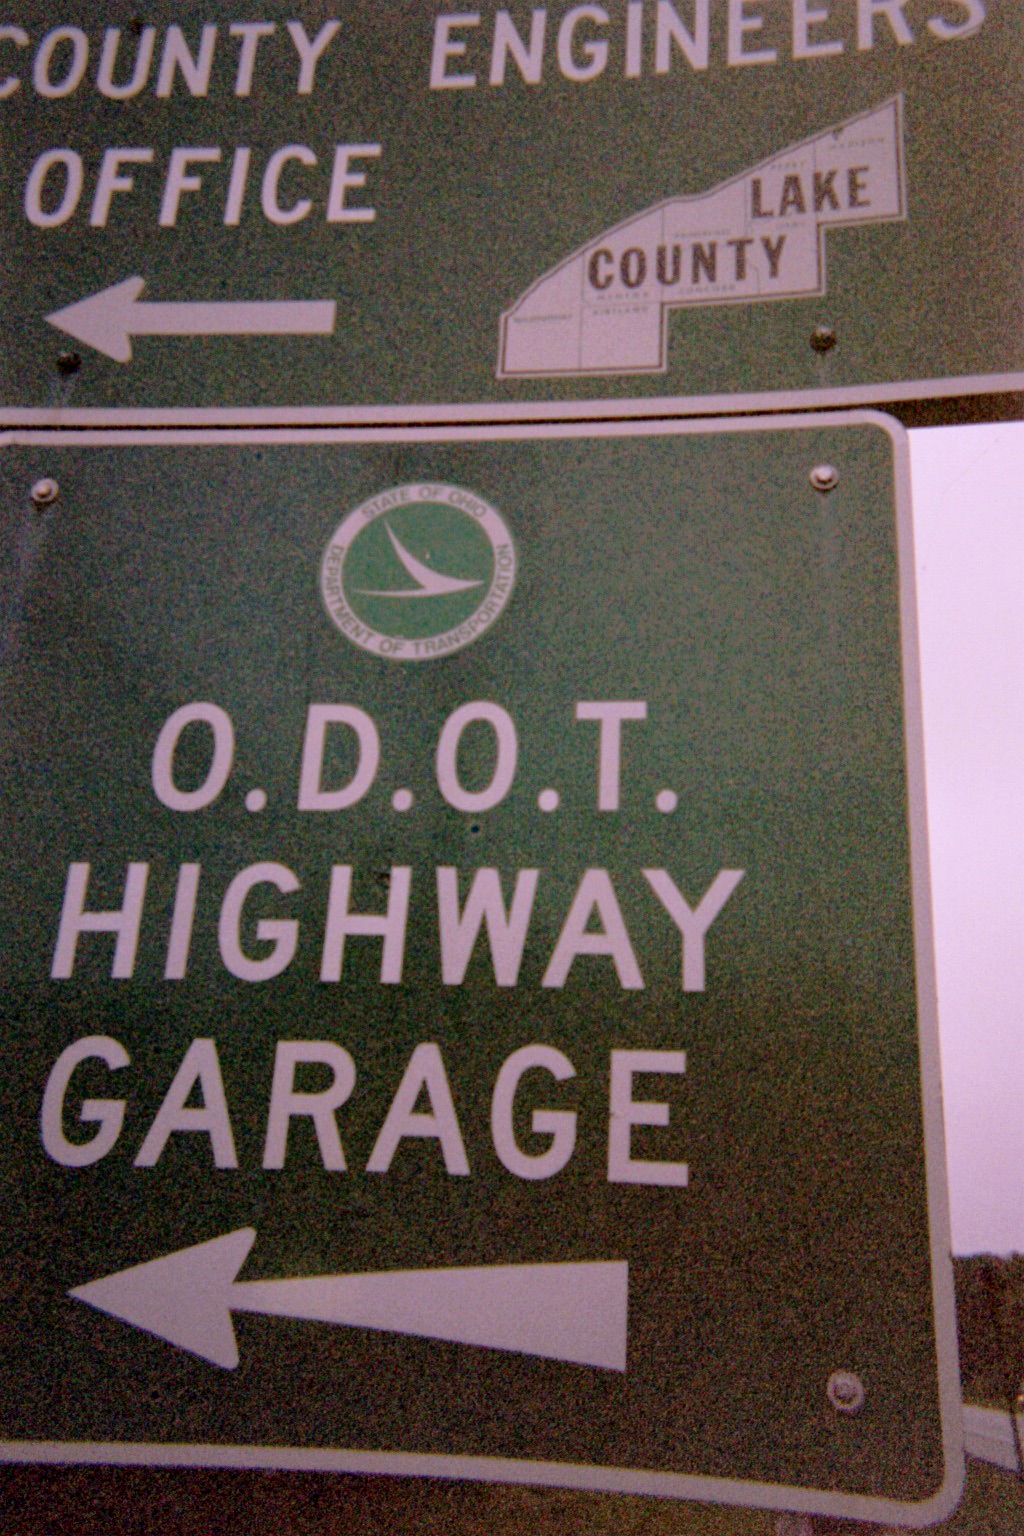 COUNTY ENGINEERS
OFFICE
LAKE
COUNTY
STATE OF OHIO
DEPARTMENT OF TRANSPORTATION
O.D.O.T.
HIGHWAY
GARAGE